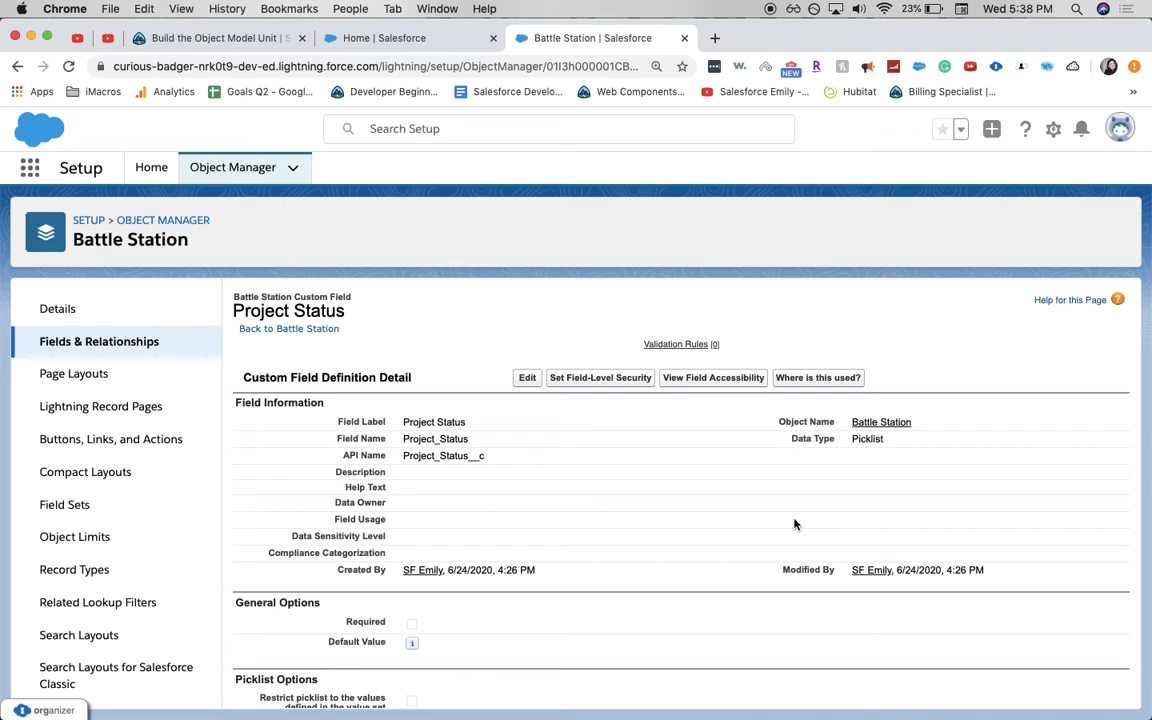 Chrome File Edit View History Bookmarks People Tab Window Help 23% Wed 5:38 PM
Build the Object Model Unit | S Home | Salesforce Battle Station | Salesforce
curious-badger-nrk0t9-dev-ed.lightning.force.com/lightning/setup/ObjectManager/01I3h000001CB...
NEW
Apps iMacros Analytics Goals Q2 - Googl... Developer Beginn... Salesforce Develo... Web Components... Salesforce Emily -... Hubitat Billing Specialist |... »
Search Setup
Setup Home Object Manager
SETUP > OBJECT MANAGER
Battle Station
Details
Fields & Relationships
Page Layouts
Lightning Record Pages
Buttons, Links, and Actions
Compact Layouts
Field Sets
Object Limits
Record Types
Related Lookup Filters
Search Layouts
Search Layouts for Salesforce
Classic
organizer
Battle Station Custom Field
Project Status
Back to Battle Station
Help for this Page
Validation Rules [0]
Custom Field Definition Detail Edit Set Field-Level Security View Field Accessibility Where is this used?
Field Information
Field Label Project Status Object Name Battle Station
Field Name Project_Status Data Type Picklist
API Name Project_Status__c
Description
Help Text
Data Owner
Field Usage
Data Sensitivity Level
Compliance Categorization
Created By SF Emily, 6/24/2020, 4:26 PM Modified By SF Emily, 6/24/2020, 4:26 PM
General Options
Required
Default Value
Picklist Options
Restrict picklist to the values
defined in the value set